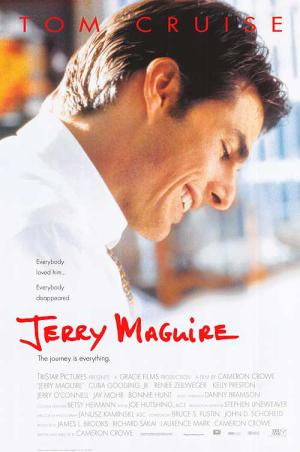 TOM CRUISE
Everybody
loved him...
Everybody
disappeared.
JERRY MAGUIRE
The journey is everything.
TRISTAR PICTURES PRESENTS A GRACIE FILMS PRODUCTION A FILM BY CAMERON CROWE
"JERRY MAGUIRE" CUBA GOODING, JR. RENEE ZELLWEGER KELLY PRESTON
JERRY O'CONNELL JAY MOHR BONNIE HUNT DANNY BRAMSON
BETSY HEIMANN JOE HUTSHING, A.C.E. STEPHEN LINEWEAVER
JANUSZ KAMINSKI, ASC BRUCE S. PUSTIN JOHN D. SCHOFIELD
JAMES L. BROOKS RICHARD SAKAI LAURENCE MARK CAMERON CROWE
CAMERON CROWE